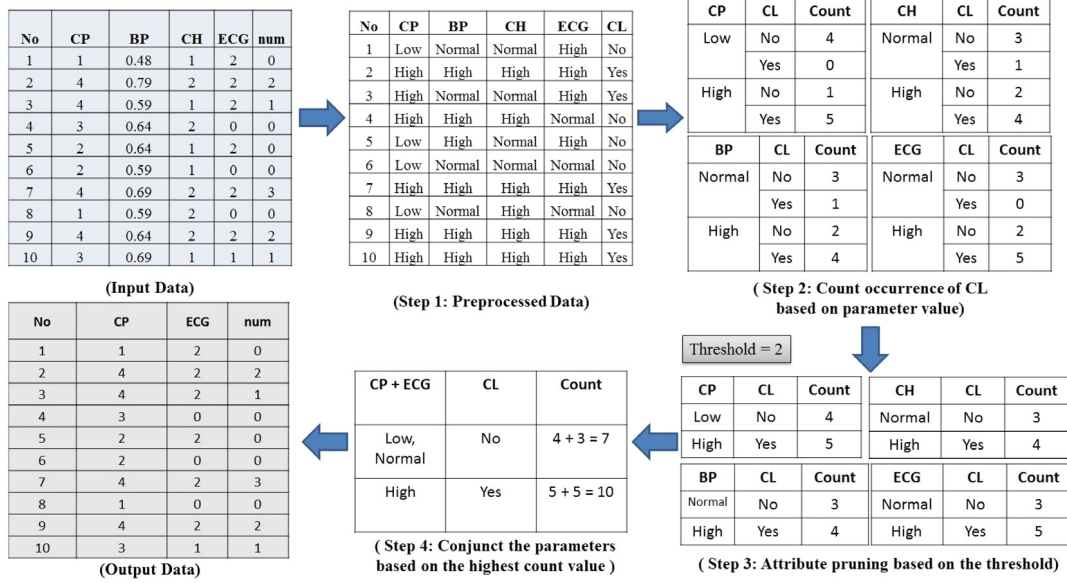 No CP BP CH ECG num
1 1 0.48 1 2 0
2 4 0.79 2 2 2
3 4 0.59 1 2 1
4 3 0.64 2 0 0
5 2 0.64 1 2 0
6 2 0.59 1 0 0
7 4 0.69 2 2 3
8 1 0.59 2 0 0
9 4 0.64 2 2 2
10 3 0.69 1 1 1
(Input Data)
No CP BP CH ECG CL
1 Low Normal Normal High No
2 High High High High Yes
3 High Normal Normal High Yes
4 High High High Normal No
5 Low High Normal High No
6 Low Normal Normal Normal No
7 High High High High Yes
8 Low Normal High Normal No
9 High High High High Yes
10 High High High High Yes
(Step 1: Preprocessed Data)
CP CL Count
Low No 4
Yes 0
High No 1
Yes 5
CH CL Count
Normal No 3
Yes 1
High No 2
Yes 4
BP CL Count
Normal No 3
Yes 1
High No 2
Yes 4
ECG CL Count
Normal No 3
Yes 0
High No 2
Yes 5
( Step 2: Count occurrence of CL
based on parameter value)
Threshold = 2
CP CL Count
Low No 4
High Yes 5
CH CL Count
Normal No 3
High Yes 4
BP CL Count
Normal No 3
High Yes 4
ECG CL Count
Normal No 3
High Yes 5
( Step 3: Attribute pruning based on the threshold)
CP + ECG CL Count
Low,
Normal No 4 + 3 = 7
High Yes 5 + 5 = 10
( Step 4: Conjunct the parameters
based on the highest count value )
No CP ECG num
1 1 2 0
2 4 2 2
3 4 2 1
4 3 0 0
5 2 2 0
6 2 0 0
7 4 2 3
8 1 0 0
9 4 2 2
10 3 1 1
(Output Data)